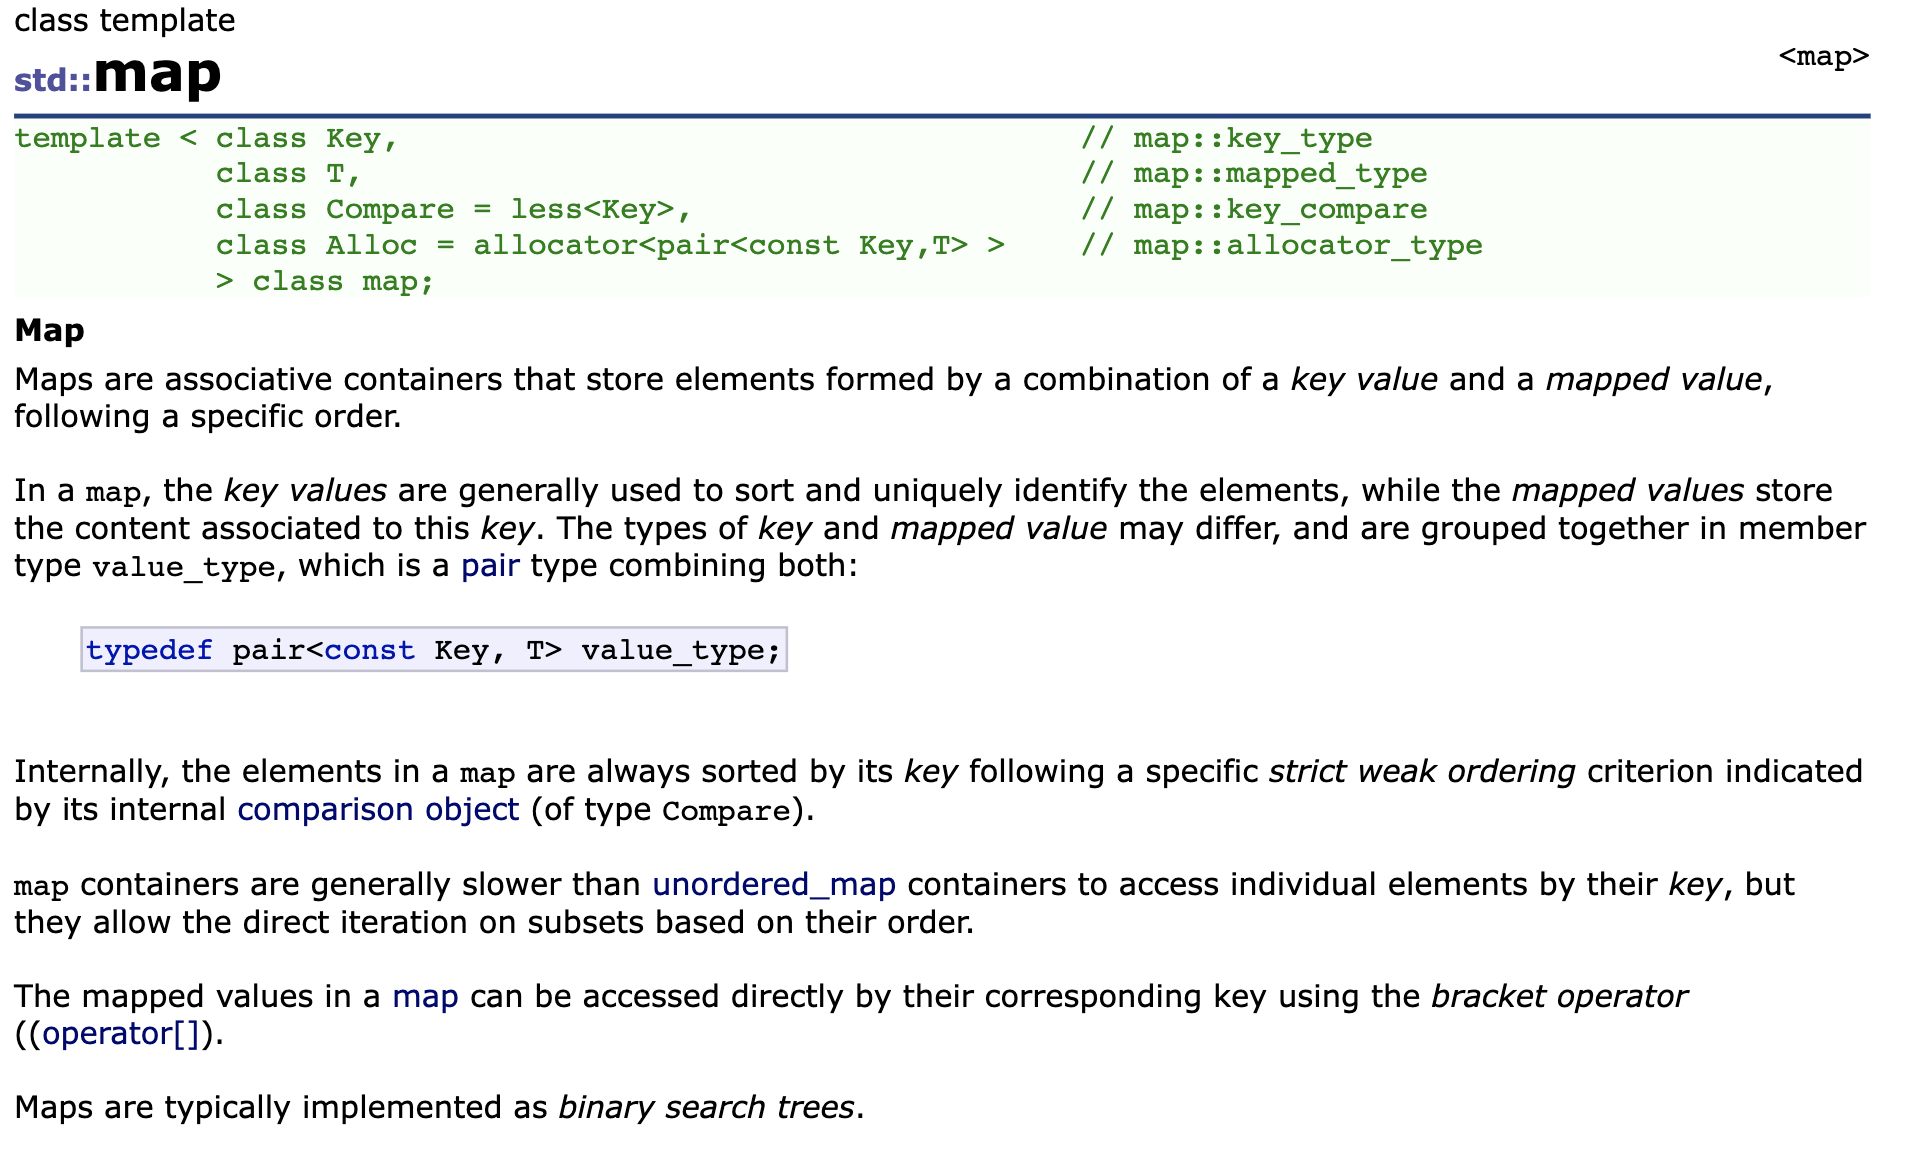 class template
<map>
std::map
template < class Key,                                     // map::key_type
           class T,                                       // map::mapped_type
           class Compare = less<Key>,                     // map::key_compare
           class Alloc = allocator<pair<const Key,T> >    // map::allocator_type
           > class map;
Map
Maps are associative containers that store elements formed by a combination of a key value and a mapped value,
following a specific order.
In a map, the key values are generally used to sort and uniquely identify the elements, while the mapped values store
the content associated to this key. The types of key and mapped value may differ, and are grouped together in member
type value_type, which is a pair type combining both:
typedef pair<const Key, T> value_type;
Internally, the elements in a map are always sorted by its key following a specific strict weak ordering criterion indicated
by its internal comparison object (of type Compare).
map containers are generally slower than unordered_map containers to access individual elements by their key, but
they allow the direct iteration on subsets based on their order.
The mapped values in a map can be accessed directly by their corresponding key using the bracket operator
((operator[]).
Maps are typically implemented as binary search trees.